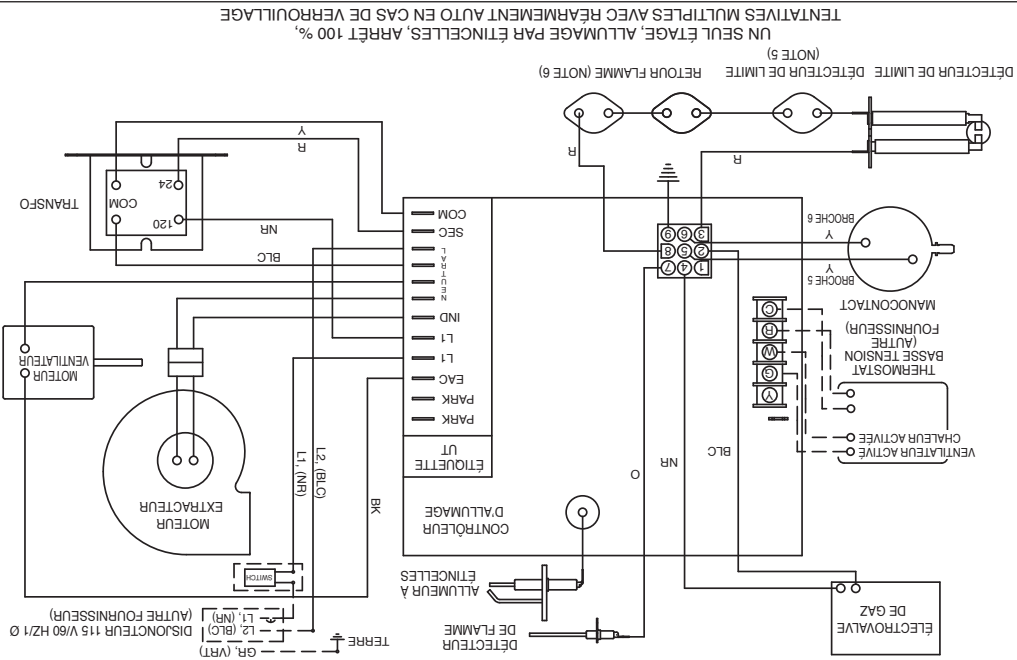 ÉLECTROVALVE
DE GAZ
DÉTECTEUR
DE FLAMME
ALLUMEUR À
ÉTINCELLES
GR, (VRT)
TERRE
L2, (BLC)
L1, (NR)
DISJONCTEUR 115 V/60 HZ/1 Ø
(AUTRE FOURNISSEUR)
SWITCH
CONTRÔLEUR
D'ALLUMAGE
BLC
NR
O
L1, (NR)
L2, (BLC)
BK
MOTEUR
EXTRACTEUR
VENTILATEUR ACTIVÉ
CHALEUR ACTIVÉE
THERMOSTAT
BASSE TENSION
(AUTRE
FOURNISSEUR)
Y
G
W
R
C
ÉTIQUETTE
UT
PARK
PARK
EAC
L1
L1
IND
NEUTRAL
SEC
COM
MOTEUR
VENTILATEUR
MANOCONTACT
BROCHE 5
Y
BROCHE 6
Y
1 4 7
2 5 8
3 6 9
BLC
NR
TRANSFO
120
COM
24
R
Y
R
R
DÉTECTEUR DE LIMITE
DÉTECTEUR DE LIMITE
(NOTE 5)
RETOUR FLAMME (NOTE 6)
UN SEUL ÉTAGE, ALLUMAGE PAR ÉTINCELLES, ARRÊT 100 %,
TENTATIVES MULTIPLES AVEC RÉARMEMENT AUTO EN CAS DE VERROUILLAGE